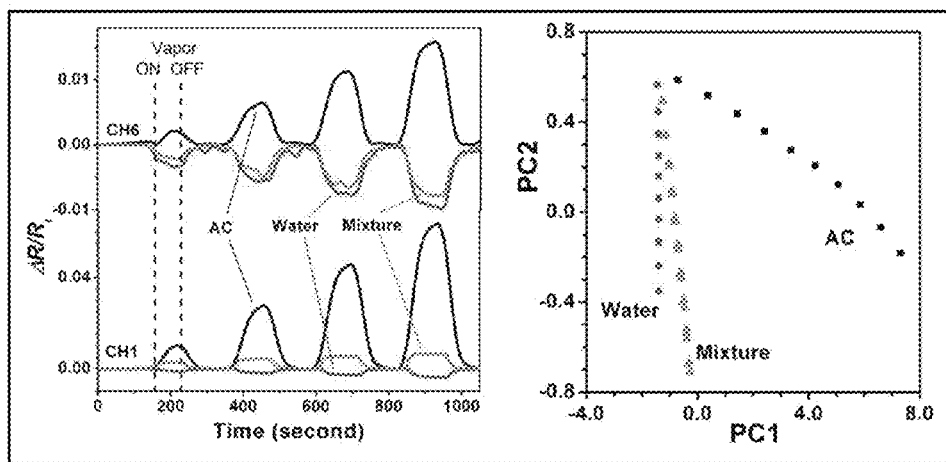 Vapor
ON OFF
0.01
CH6
0.00
-0.01
AC
Water
Mixture
0.04
CH1
0.00
ΔR/Ri
0 200 400 600 800 1000
Time (second)
0.8
0.4
0.0
-0.4
-0.8
PC2
AC
Water
Mixture
-4.0 0.0 4.0 8.0
PC1